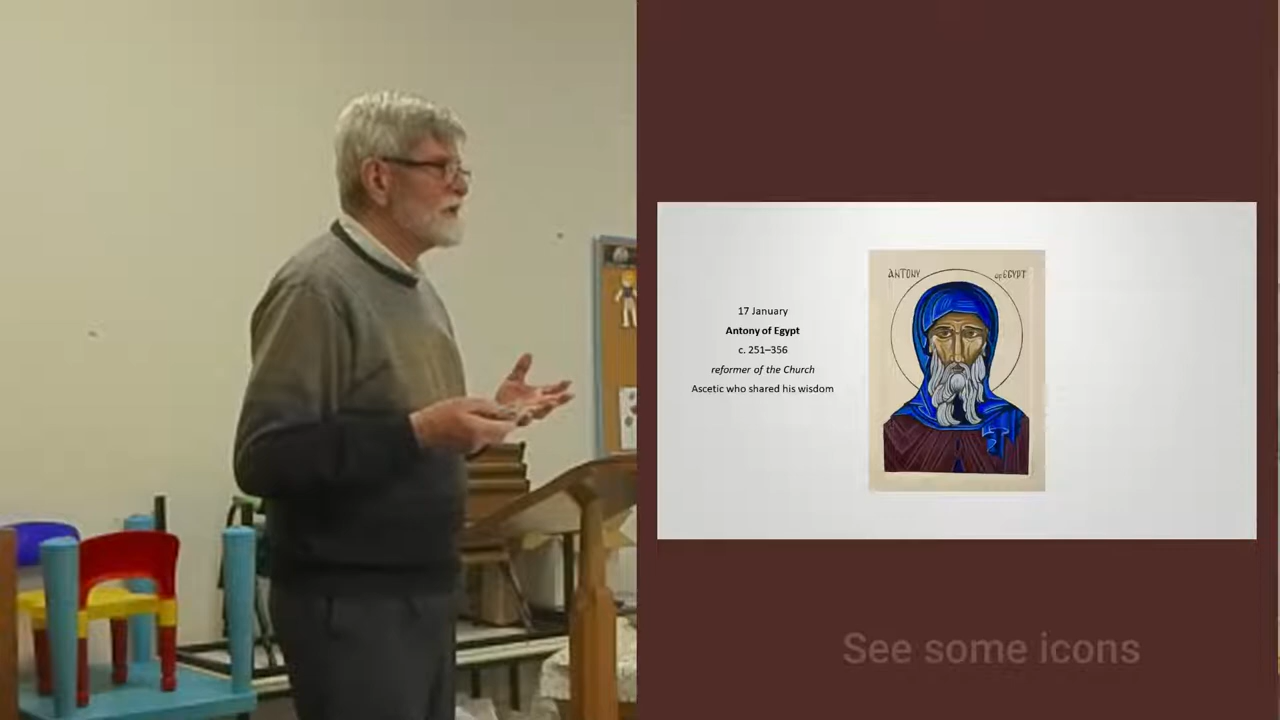 17 January
Antony of Egypt
c. 251–356
reformer of the Church
Ascetic who shared his wisdom
ANTONY of EGYPT
See some icons